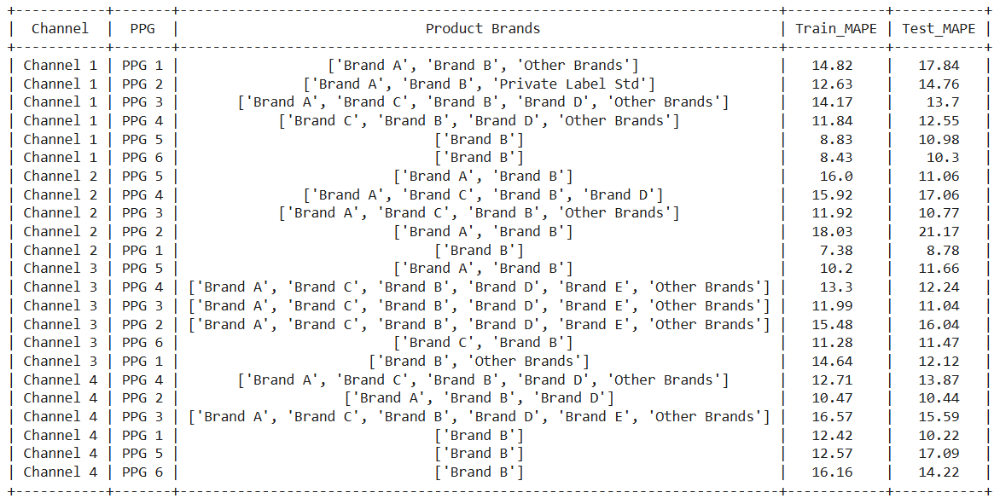 +-----------+-------+--------------------------------------------------------------------------+------------+-----------+
| Channel | PPG | Product Brands | Train_MAPE | Test_MAPE |
+-----------+-------+--------------------------------------------------------------------------+------------+-----------+
| Channel 1 | PPG 1 | ['Brand A', 'Brand B', 'Other Brands'] | 14.82 | 17.84 |
| Channel 1 | PPG 2 | ['Brand A', 'Brand B', 'Private Label Std'] | 12.63 | 14.76 |
| Channel 1 | PPG 3 | ['Brand A', 'Brand C', 'Brand B', 'Brand D', 'Other Brands'] | 14.17 | 13.7 |
| Channel 1 | PPG 4 | ['Brand C', 'Brand B', 'Brand D', 'Other Brands'] | 11.84 | 12.55 |
| Channel 1 | PPG 5 | ['Brand B'] | 8.83 | 10.98 |
| Channel 1 | PPG 6 | ['Brand B'] | 8.43 | 10.3 |
| Channel 2 | PPG 5 | ['Brand A', 'Brand B'] | 16.0 | 11.06 |
| Channel 2 | PPG 4 | ['Brand A', 'Brand C', 'Brand B', 'Brand D'] | 15.92 | 17.06 |
| Channel 2 | PPG 3 | ['Brand A', 'Brand C', 'Brand B', 'Other Brands'] | 11.92 | 10.77 |
| Channel 2 | PPG 2 | ['Brand A', 'Brand B'] | 18.03 | 21.17 |
| Channel 2 | PPG 1 | ['Brand B'] | 7.38 | 8.78 |
| Channel 3 | PPG 5 | ['Brand A', 'Brand B'] | 10.2 | 11.66 |
| Channel 3 | PPG 4 | ['Brand A', 'Brand C', 'Brand B', 'Brand D', 'Brand E', 'Other Brands'] | 13.3 | 12.24 |
| Channel 3 | PPG 3 | ['Brand A', 'Brand C', 'Brand B', 'Brand D', 'Brand E', 'Other Brands'] | 11.99 | 11.04 |
| Channel 3 | PPG 2 | ['Brand A', 'Brand C', 'Brand B', 'Brand D', 'Brand E', 'Other Brands'] | 15.48 | 16.04 |
| Channel 3 | PPG 6 | ['Brand C', 'Brand B'] | 11.28 | 11.47 |
| Channel 3 | PPG 1 | ['Brand B', 'Other Brands'] | 14.64 | 12.12 |
| Channel 4 | PPG 4 | ['Brand A', 'Brand C', 'Brand B', 'Brand D', 'Other Brands'] | 12.71 | 13.87 |
| Channel 4 | PPG 2 | ['Brand A', 'Brand B', 'Brand D'] | 10.47 | 10.44 |
| Channel 4 | PPG 3 | ['Brand A', 'Brand C', 'Brand B', 'Brand D', 'Brand E', 'Other Brands'] | 16.57 | 15.59 |
| Channel 4 | PPG 1 | ['Brand B'] | 12.42 | 10.22 |
| Channel 4 | PPG 5 | ['Brand B'] | 12.57 | 17.09 |
| Channel 4 | PPG 6 | ['Brand B'] | 16.16 | 14.22 |
+-----------+-------+--------------------------------------------------------------------------+------------+-----------+